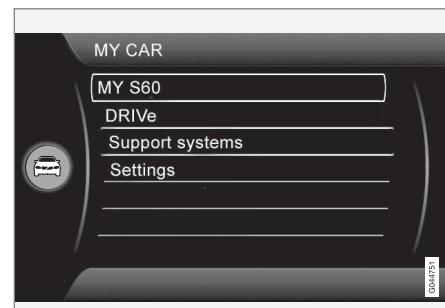 MY CAR
MY S60
DRIVe
Support systems
Settings
G044751